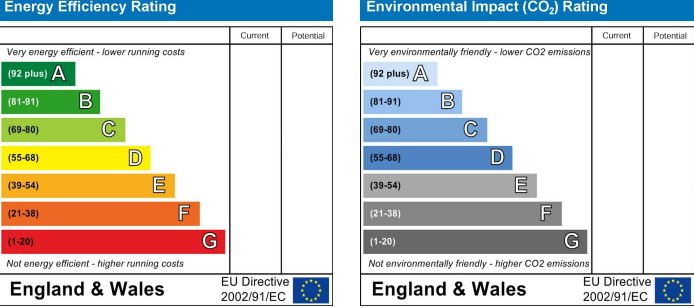 Energy Efficiency Rating
Current Potential
Very energy efficient - lower running costs
(92 plus) A
(81-91) B
(69-80) C
(55-68) D
(39-54) E
(21-38) F
(1-20) G
Not energy efficient - higher running costs
England & Wales
EU Directive
2002/91/EC
Environmental Impact (CO₂) Rating
Current Potential
Very environmentally friendly - lower CO2 emissions
(92 plus) A
(81-91) B
(69-80) C
(55-68) D
(39-54) E
(21-38) F
(1-20) G
Not environmentally friendly - higher CO2 emissions
England & Wales
EU Directive
2002/91/EC